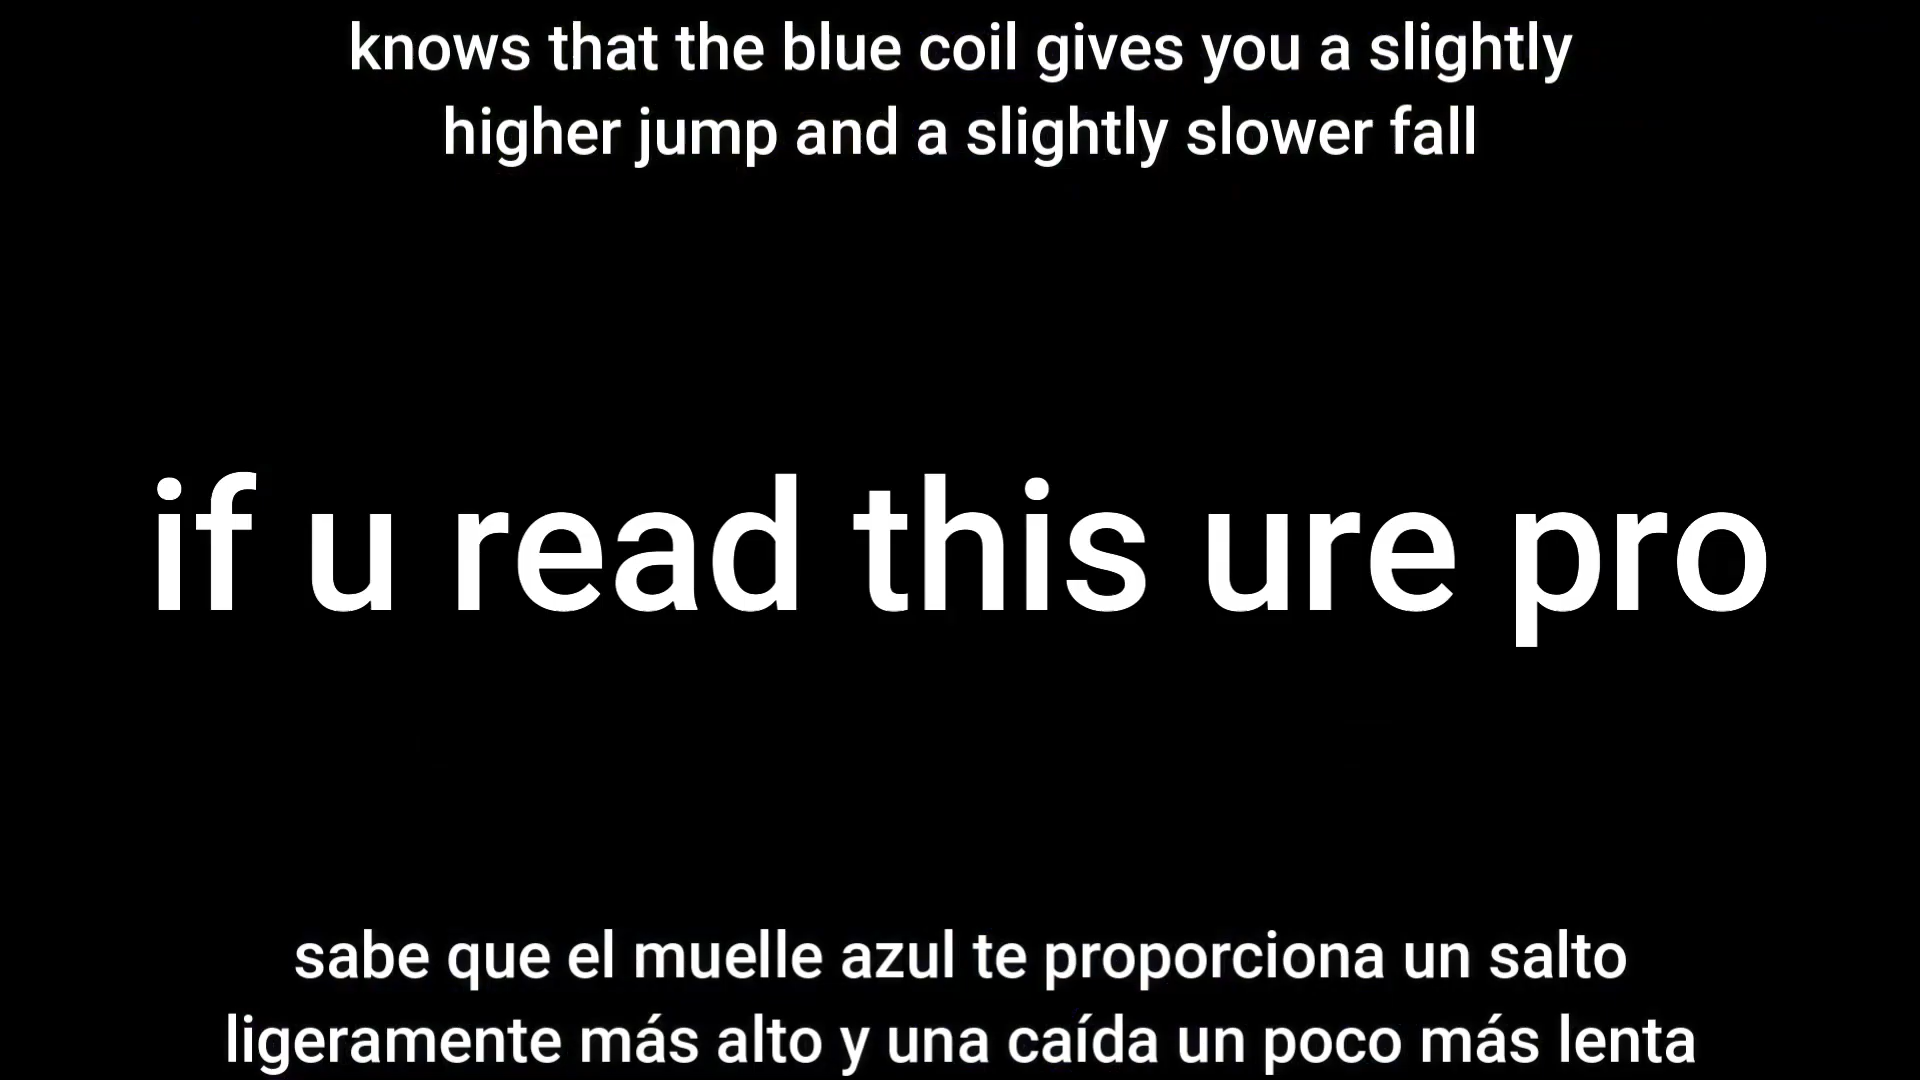 knows that the blue coil gives you a slightly
higher jump and a slightly slower fall
if u read this ure pro
sabe que el muelle azul te proporciona un salto
ligeramente más alto y una caída un poco más lenta